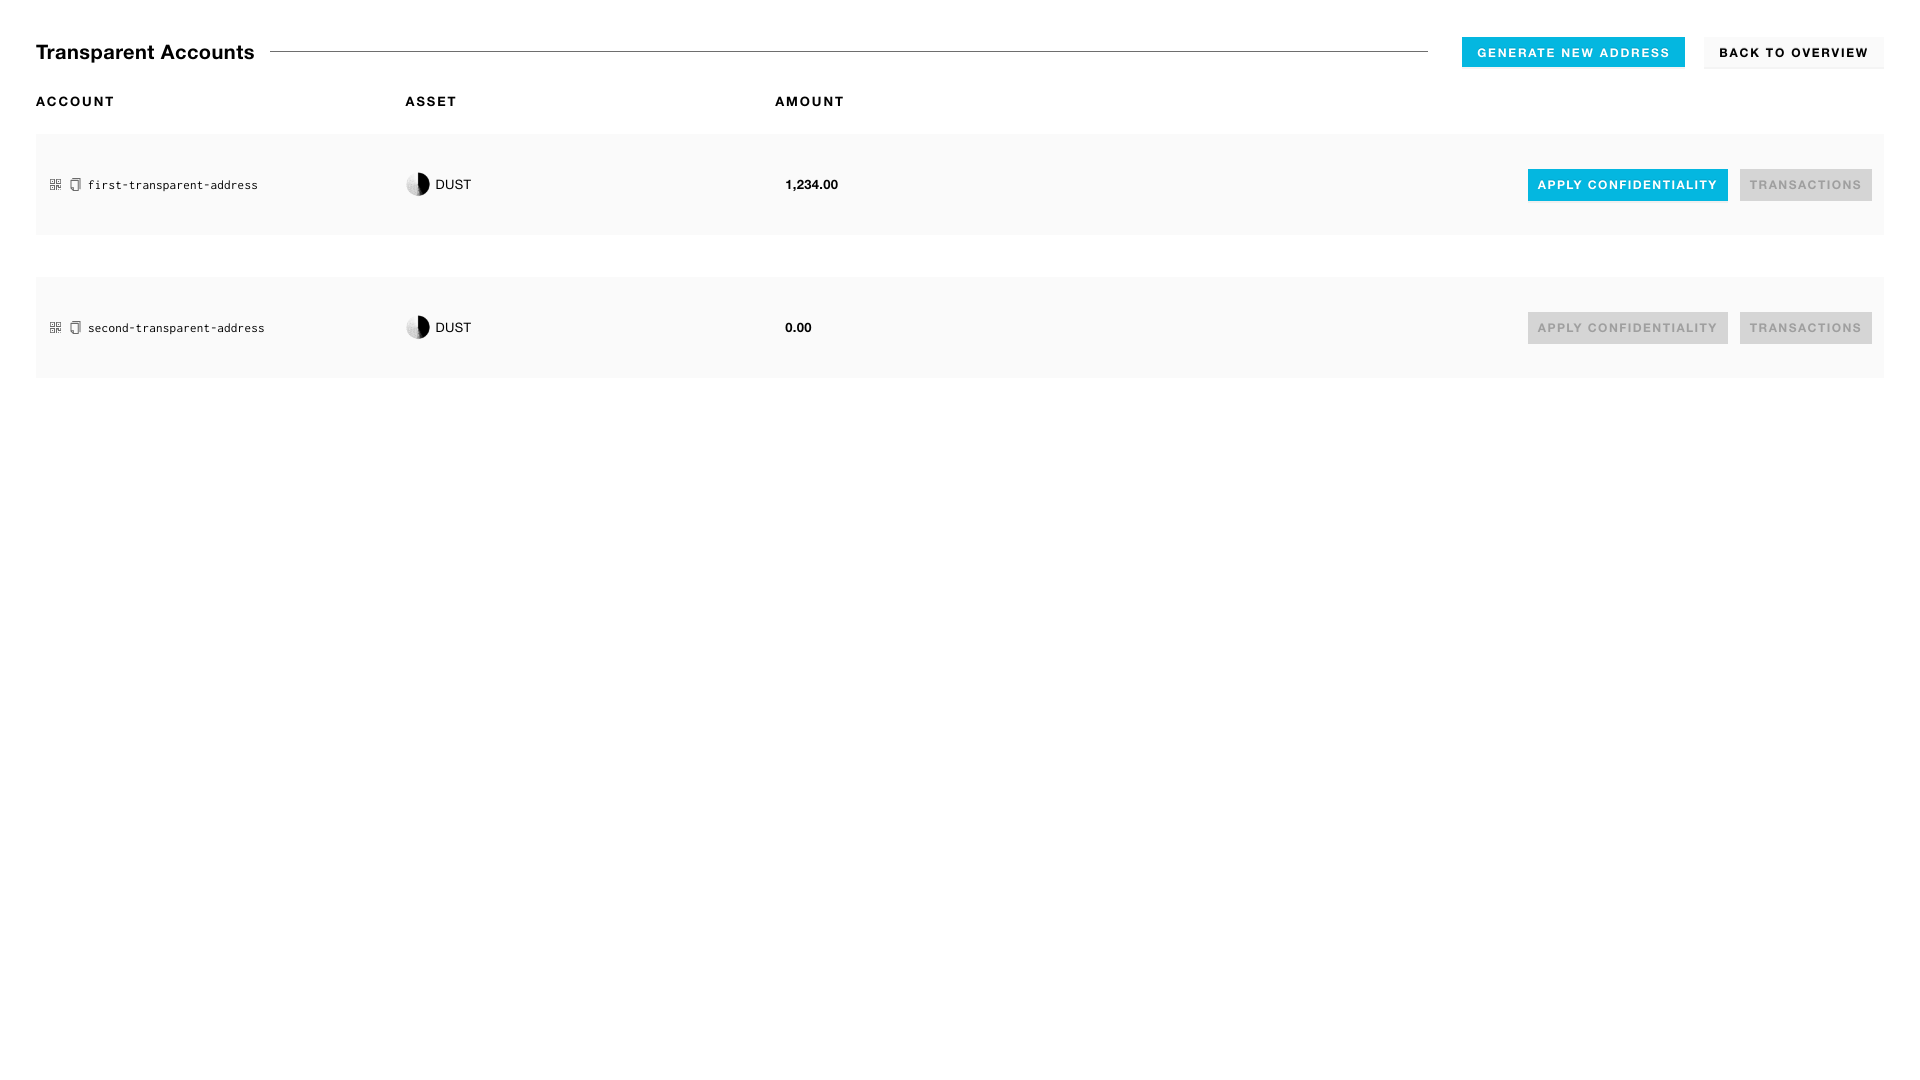 Transparent Accounts GENERATE NEW ADDRESS BACK TO OVERVIEW
ACCOUNT ASSET AMOUNT
first-transparent-address DUST 1,234.00 APPLY CONFIDENTIALITY TRANSACTIONS
second-transparent-address DUST 0.00 APPLY CONFIDENTIALITY TRANSACTIONS